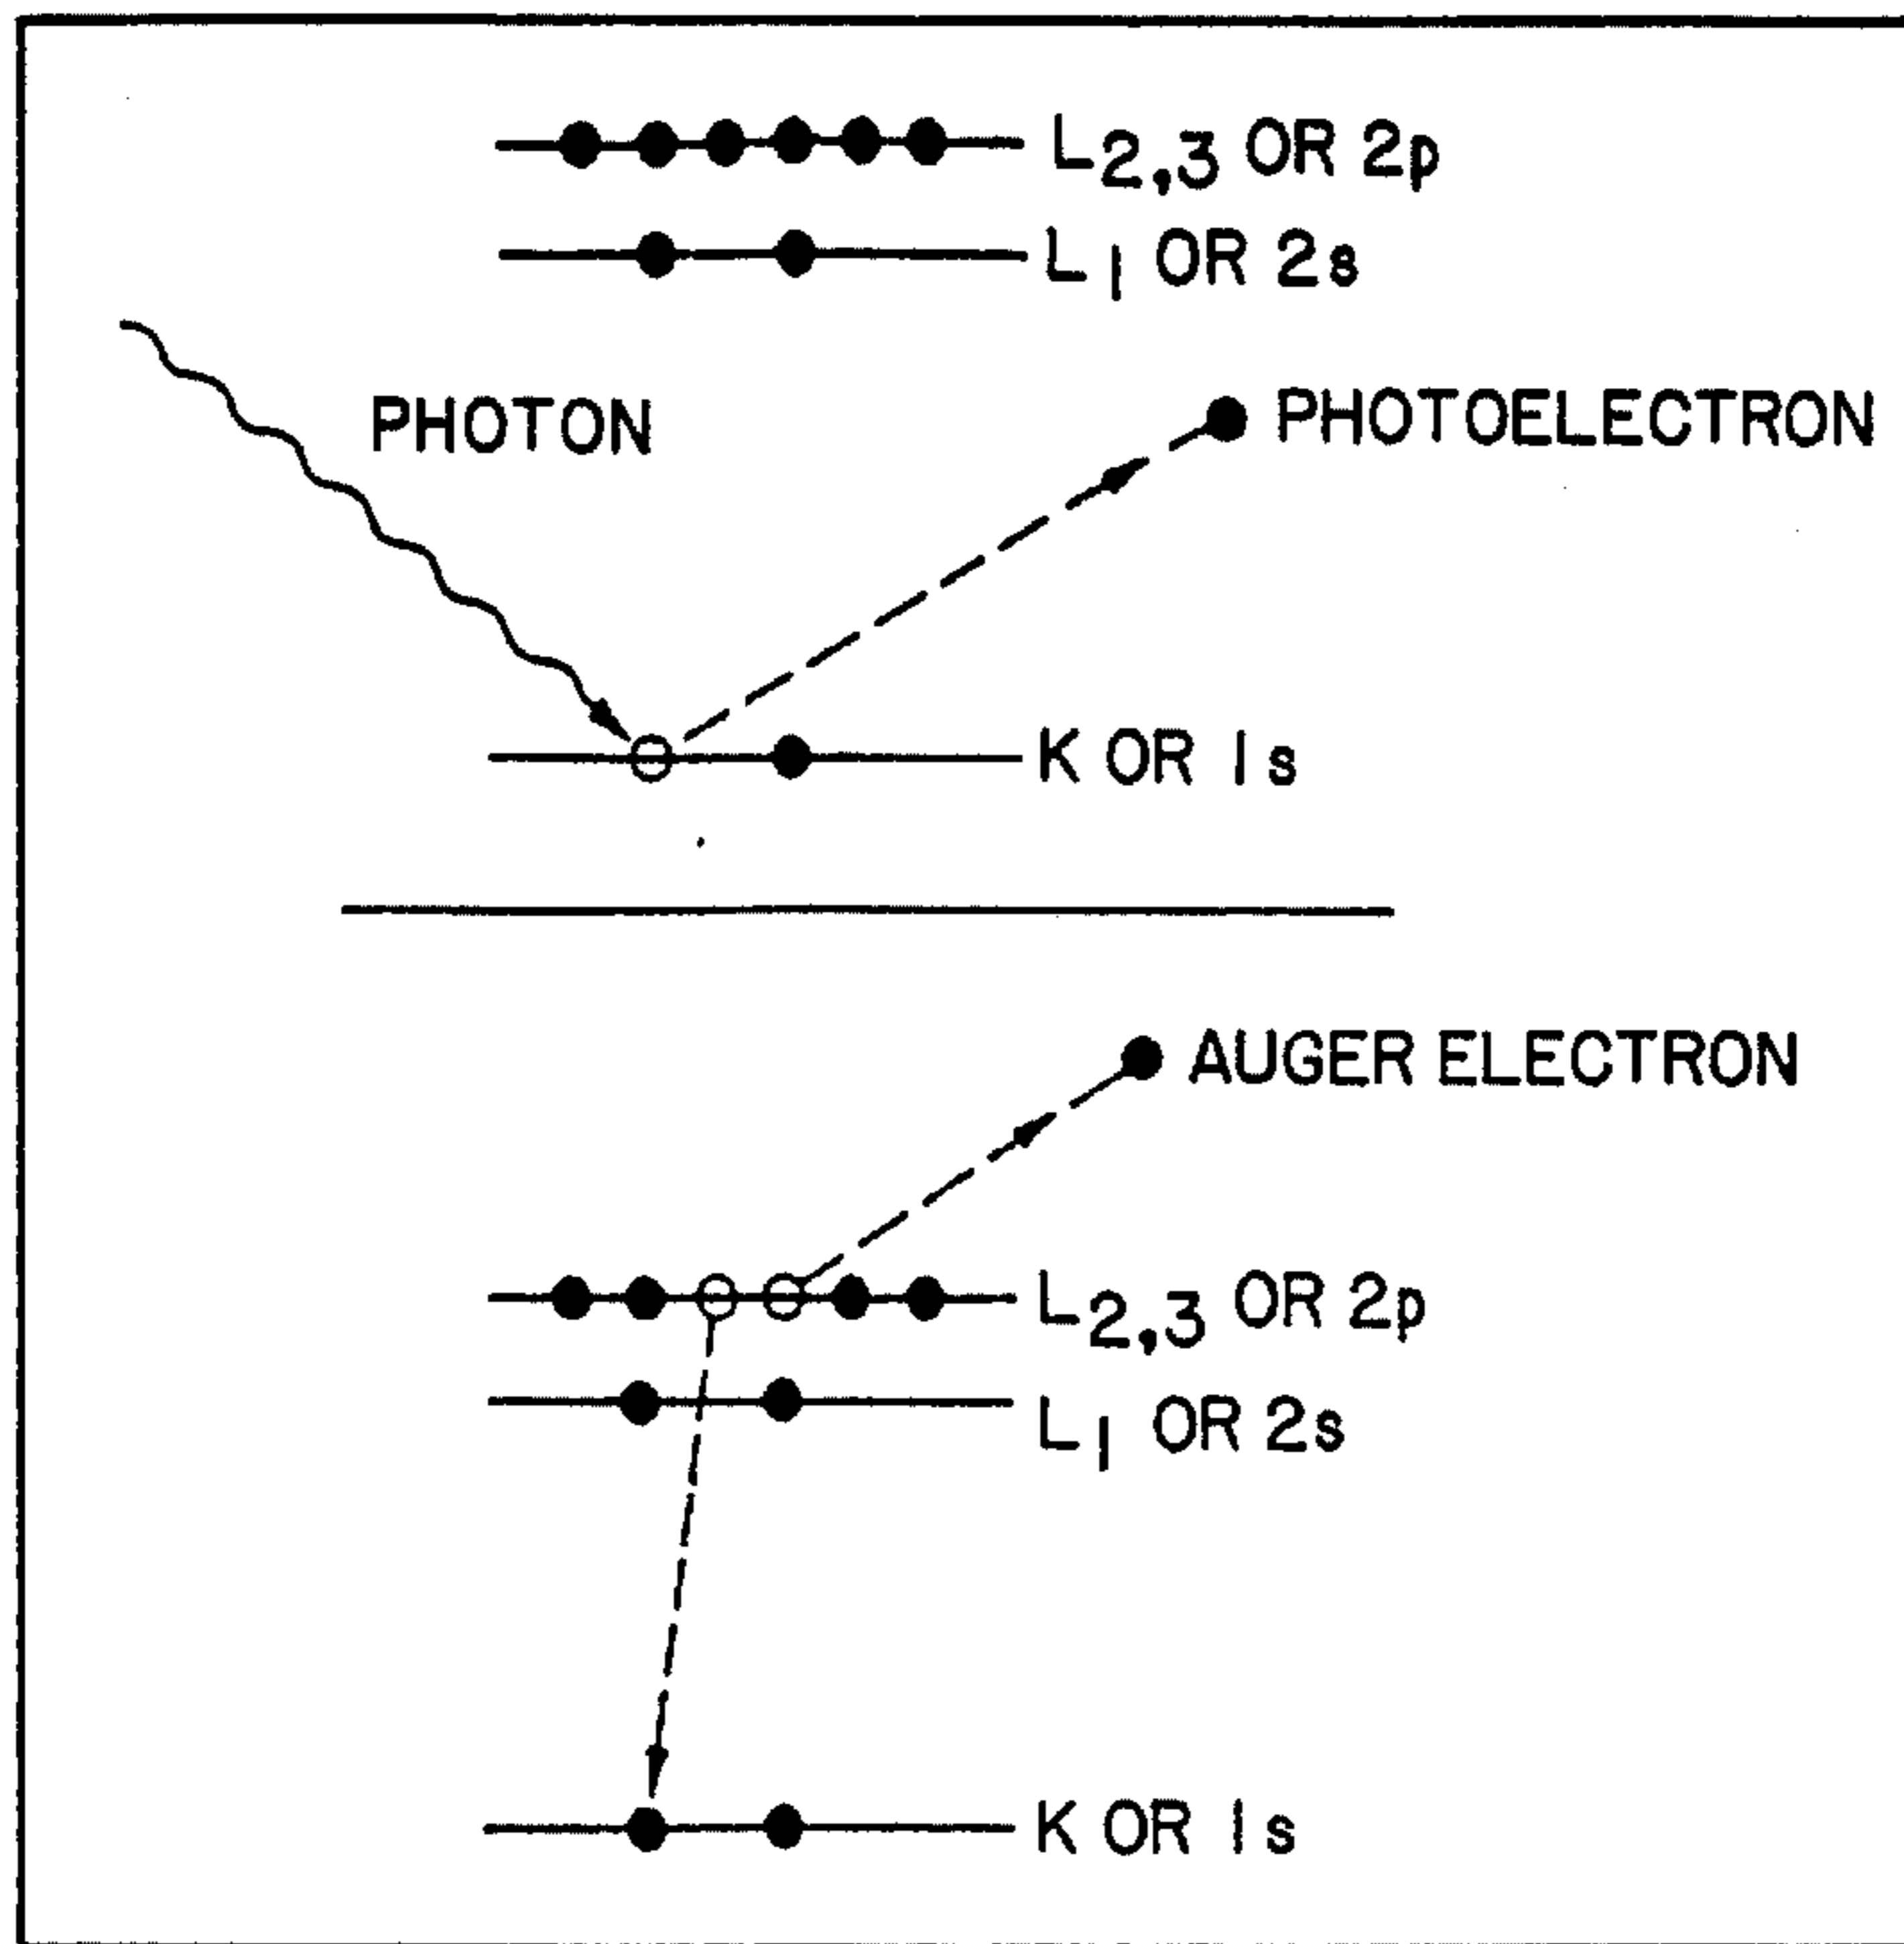 L2,3 OR 2p
L1 OR 2s
PHOTON
PHOTOELECTRON
K OR 1s
AUGER ELECTRON
L2,3 OR 2p
L1 OR 2s
K OR 1s